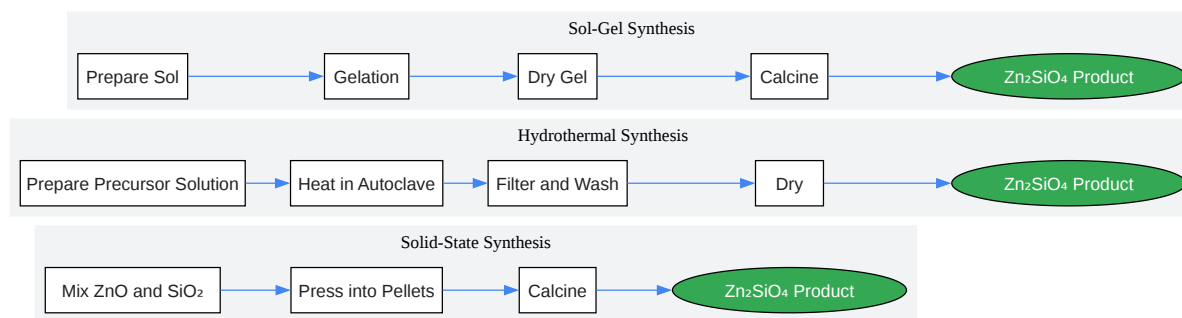 Sol-Gel Synthesis
Prepare Sol
Gelation
Dry Gel
Calcine
Zn₂SiO₄ Product
Hydrothermal Synthesis
Prepare Precursor Solution
Heat in Autoclave
Filter and Wash
Dry
Zn₂SiO₄ Product
Solid-State Synthesis
Mix ZnO and SiO₂
Press into Pellets
Calcine
Zn₂SiO₄ Product